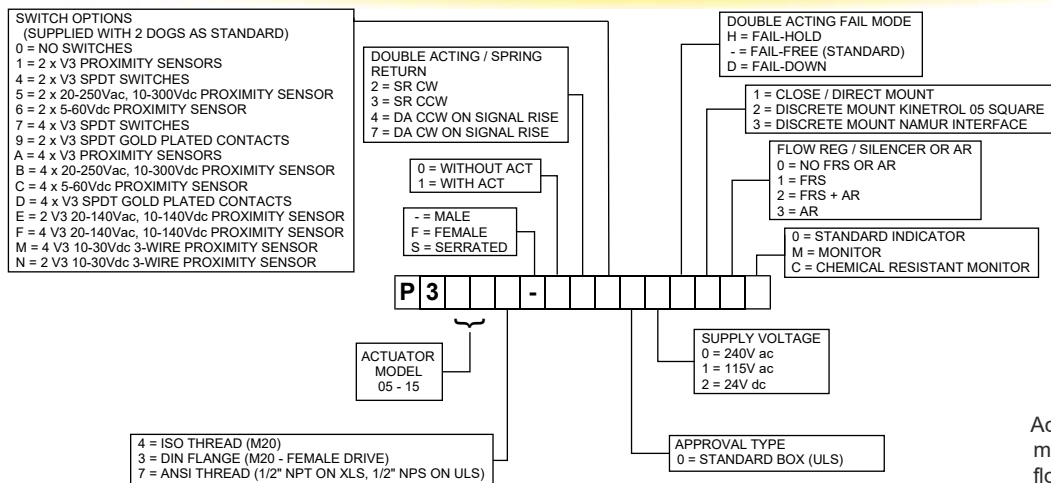 SWITCH OPTIONS
(SUPPLIED WITH 2 DOGS AS STANDARD)
0 = NO SWITCHES
1 = 2 x V3 PROXIMITY SENSORS
4 = 2 x V3 SPDT SWITCHES
5 = 2 x 20-250Vac, 10-300Vdc PROXIMITY SENSOR
6 = 2 x 5-60Vdc PROXIMITY SENSOR
7 = 4 x V3 SPDT SWITCHES
9 = 2 x V3 SPDT GOLD PLATED CONTACTS
A = 4 x V3 PROXIMITY SENSORS
B = 4 x 20-250Vac, 10-300Vdc PROXIMITY SENSOR
C = 4 x 5-60Vdc PROXIMITY SENSOR
D = 4 x V3 SPDT GOLD PLATED CONTACTS
E = 2 V3 20-140Vac, 10-140Vdc PROXIMITY SENSOR
F = 4 V3 20-140Vac, 10-140Vdc PROXIMITY SENSOR
M = 4 V3 10-30Vdc 3-WIRE PROXIMITY SENSOR
N = 2 V3 10-30Vdc 3-WIRE PROXIMITY SENSOR
DOUBLE ACTING / SPRING
RETURN
2 = SR CW
3 = SR CCW
4 = DA CCW ON SIGNAL RISE
7 = DA CW ON SIGNAL RISE
0 = WITHOUT ACT
1 = WITH ACT
- = MALE
F = FEMALE
S = SERRATED
DOUBLE ACTING FAIL MODE
H = FAIL-HOLD
- = FAIL-FREE (STANDARD)
D = FAIL-DOWN
1 = CLOSE / DIRECT MOUNT
2 = DISCRETE MOUNT KINETROL 05 SQUARE
3 = DISCRETE MOUNT NAMUR INTERFACE
FLOW REG / SILENCER OR AR
0 = NO FRS OR AR
1 = FRS
2 = FRS + AR
3 = AR
0 = STANDARD INDICATOR
M = MONITOR
C = CHEMICAL RESISTANT MONITOR
P 3 -
ACTUATOR
MODEL
05 - 15
SUPPLY VOLTAGE
0 = 240V ac
1 = 115V ac
2 = 24V dc
4 = ISO THREAD (M20)
3 = DIN FLANGE (M20 - FEMALE DRIVE)
7 = ANSI THREAD (1/2" NPT ON XLS, 1/2" NPS ON ULS)
APPROVAL TYPE
0 = STANDARD BOX (ULS)
Ac
m
flo